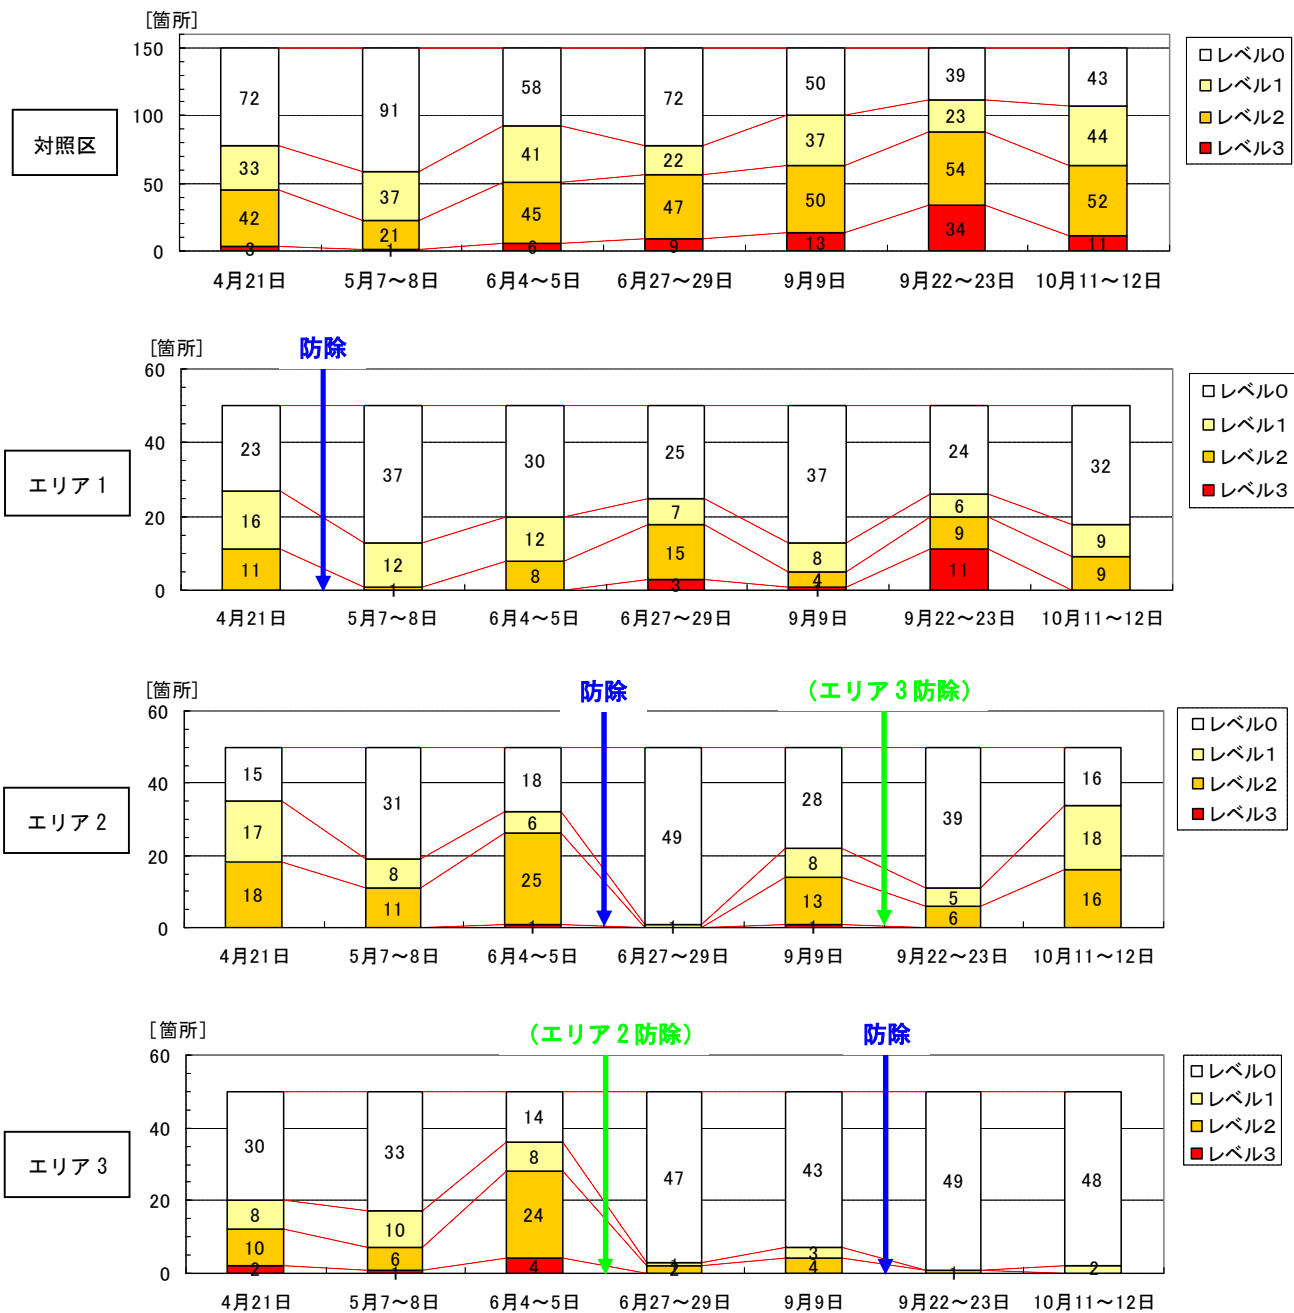 [箇所]
150
100
50
0
対照区
72 91 58 72 50 39 43
33 37 41 22 37 23 44
42 21 45 47 50 54 52
3 1 6 9 13 34 11
4月21日 5月7～8日 6月4～5日 6月27～29日 9月9日 9月22～23日 10月11～12日
レベル0
レベル1
レベル2
レベル3
[箇所]
防除
60
40
20
0
エリア1
23 37 30 25 37 24 32
16 12 12 7 8 6 9
11 1 8 15 4 9 9
3 1 11
4月21日 5月7～8日 6月4～5日 6月27～29日 9月9日 9月22～23日 10月11～12日
レベル0
レベル1
レベル2
レベル3
[箇所]
防除
（エリア3防除）
60
40
20
0
エリア2
15 31 18 49 28 39 16
17 8 6 1 8 5 18
18 11 25 13 6 16
1 1
4月21日 5月7～8日 6月4～5日 6月27～29日 9月9日 9月22～23日 10月11～12日
レベル0
レベル1
レベル2
レベル3
[箇所]
（エリア2防除）
防除
60
40
20
0
エリア3
30 33 14 47 43 49 48
8 10 8 1 3 2
10 6 24 2 4 1
2 1 4
4月21日 5月7～8日 6月4～5日 6月27～29日 9月9日 9月22～23日 10月11～12日
レベル0
レベル1
レベル2
レベル3